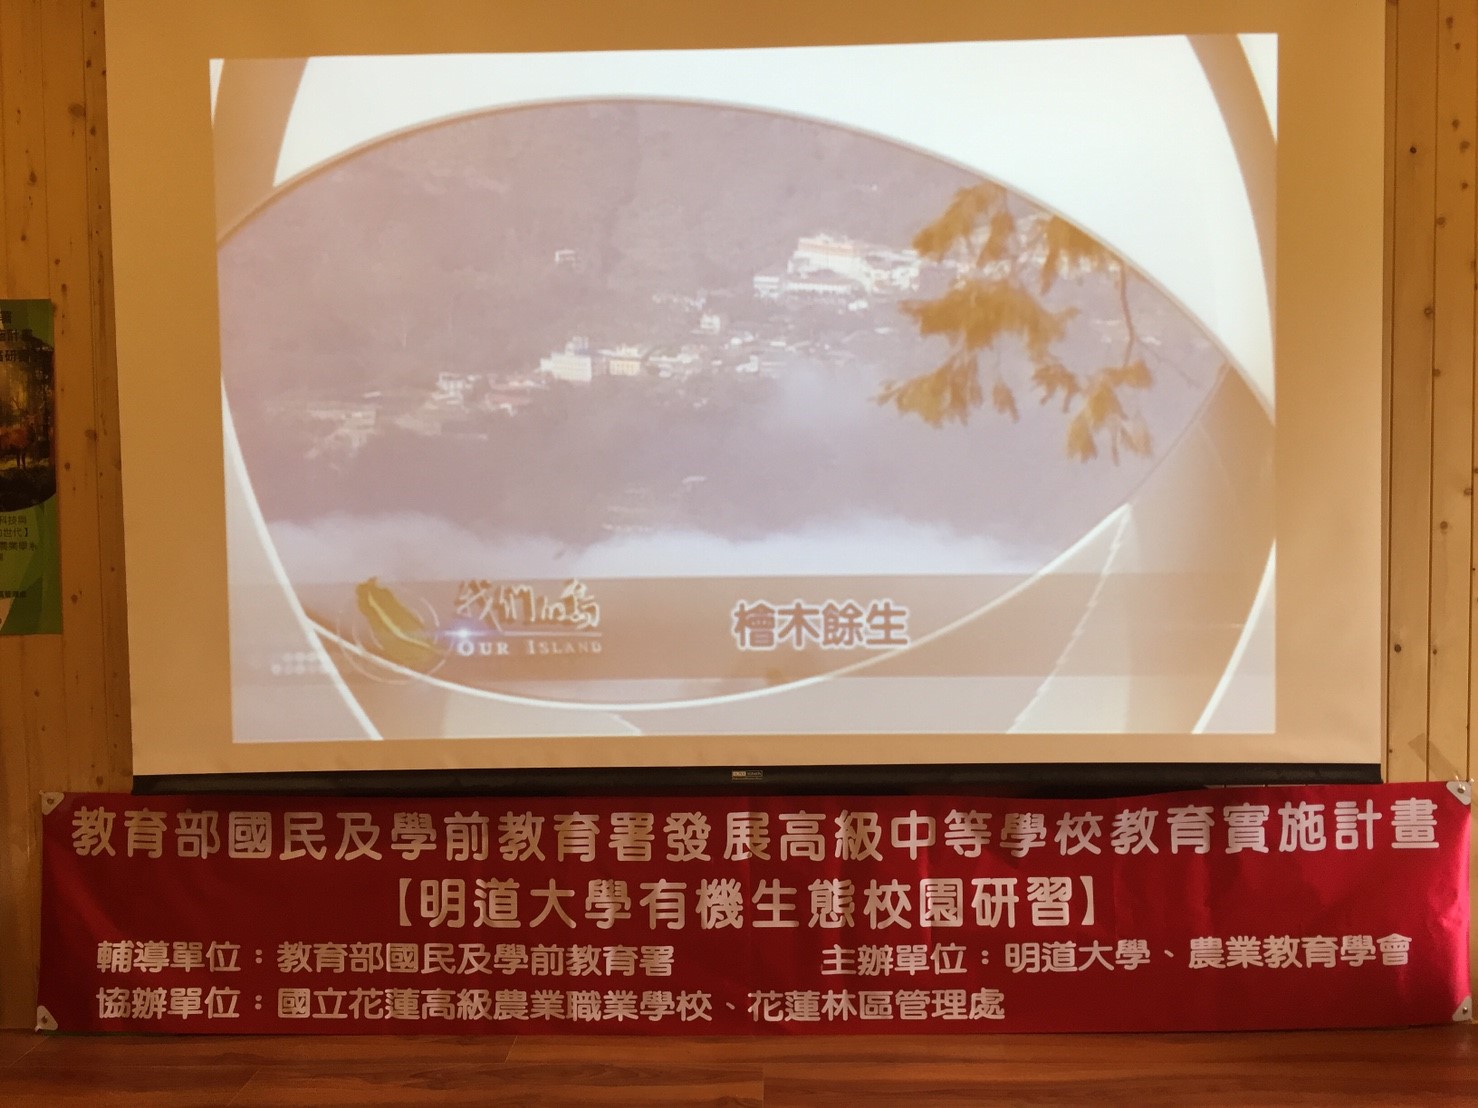 我們的島
OUR ISLAND
檜木餘生
教育部國民及學前教育署發展高級中等學校教育實施計畫
【明道大學有機生態校園研習】
輔導單位：教育部國民及學前教育署
主辦單位：明道大學、農業教育學會
協辦單位：國立花蓮高級農業職業學校、花蓮林區管理處